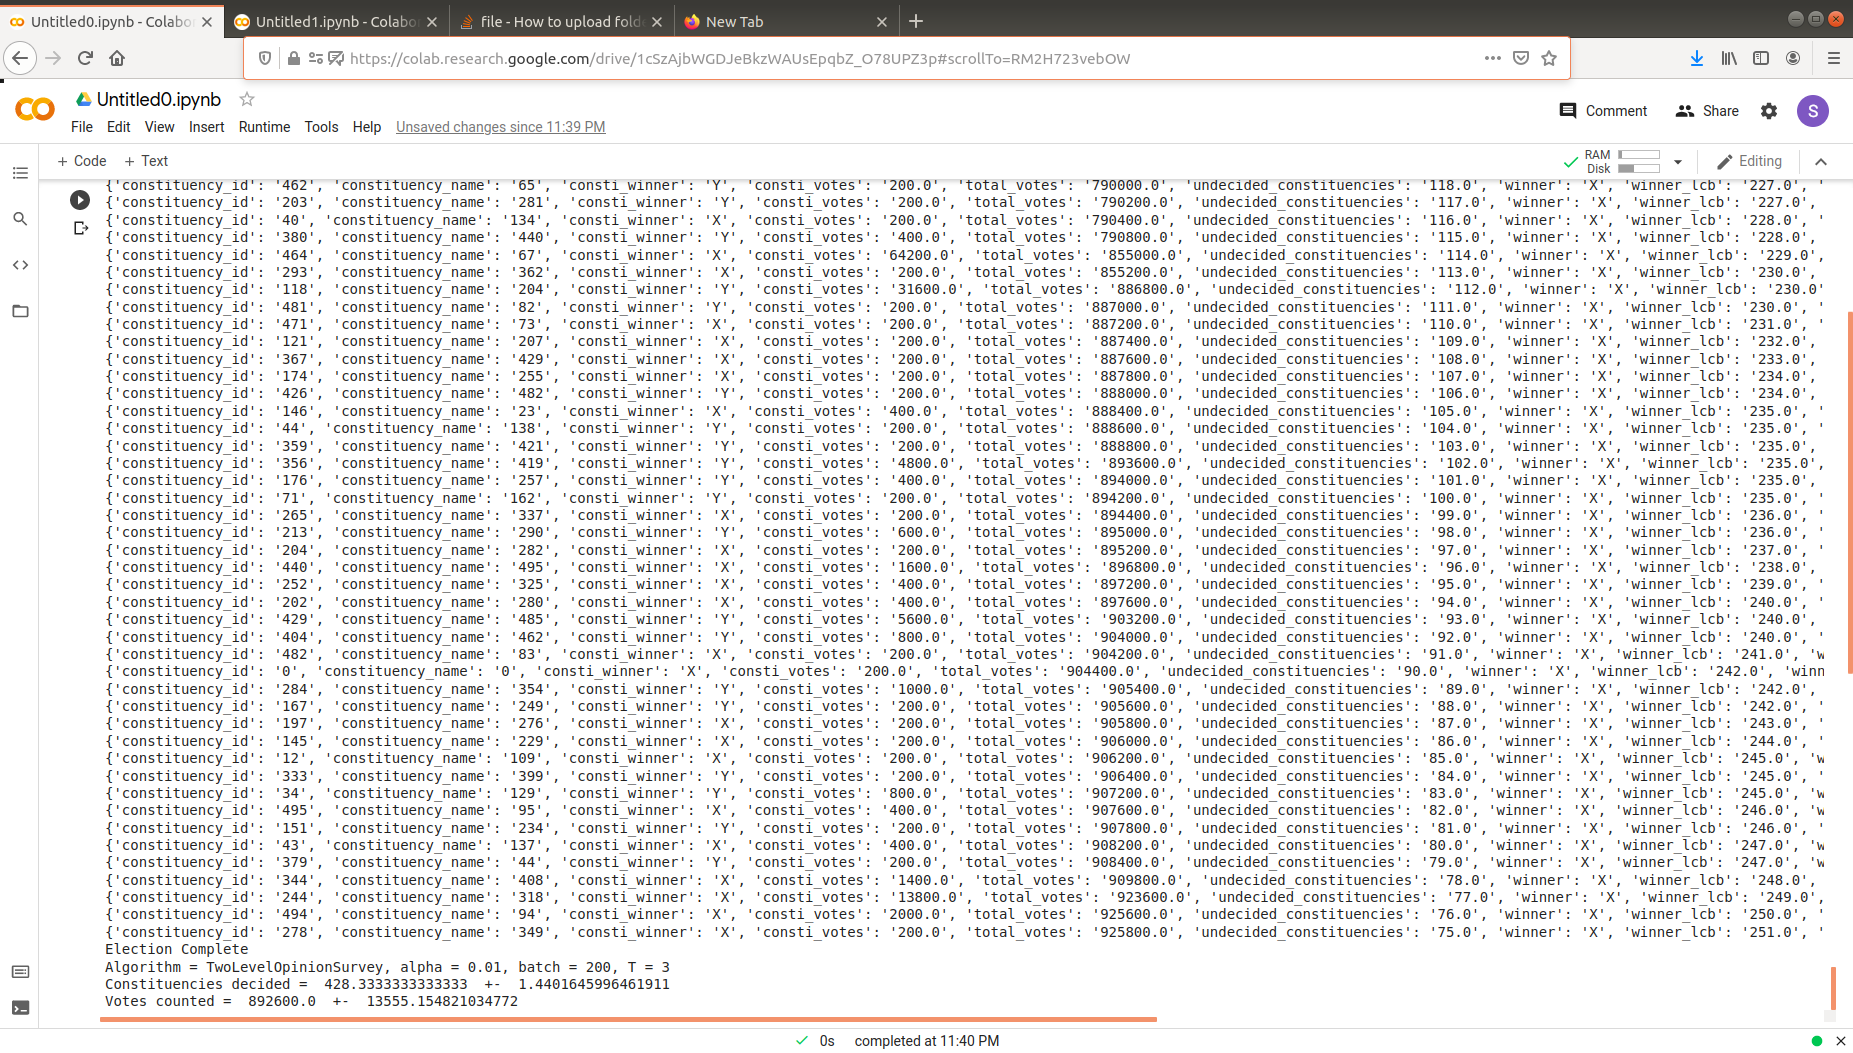 Untitled0.ipynb - Colabo
Untitled1.ipynb - Colabo
file - How to upload fold
New Tab
https://colab.research.google.com/drive/1cSzAjbWGDJeBkzWAUsEpqbZ_O78UPZ3p#scrollTo=RM2H723vebOW
Untitled0.ipynb
Comment
Share
S
File Edit View Insert Runtime Tools Help Unsaved changes since 11:39 PM
+ Code + Text
RAM
Disk
Editing
{'constituency_id': '462', 'constituency_name': '65', 'consti_winner': 'Y', 'consti_votes': '200.0', 'total_votes': '790000.0', 'undecided_constituencies': '118.0', 'winner': 'X', 'winner_lcb': '227.0', '
{'constituency_id': '203', 'constituency_name': '281', 'consti_winner': 'Y', 'consti_votes': '200.0', 'total_votes': '790200.0', 'undecided_constituencies': '117.0', 'winner': 'X', 'winner_lcb': '227.0',
{'constituency_id': '40', 'constituency_name': '134', 'consti_winner': 'X', 'consti_votes': '200.0', 'total_votes': '790400.0', 'undecided_constituencies': '116.0', 'winner': 'X', 'winner_lcb': '228.0', '
{'constituency_id': '380', 'constituency_name': '440', 'consti_winner': 'Y', 'consti_votes': '400.0', 'total_votes': '790800.0', 'undecided_constituencies': '115.0', 'winner': 'X', 'winner_lcb': '228.0',
{'constituency_id': '464', 'constituency_name': '67', 'consti_winner': 'X', 'consti_votes': '64200.0', 'total_votes': '855000.0', 'undecided_constituencies': '114.0', 'winner': 'X', 'winner_lcb': '229.0',
{'constituency_id': '293', 'constituency_name': '362', 'consti_winner': 'X', 'consti_votes': '200.0', 'total_votes': '855200.0', 'undecided_constituencies': '113.0', 'winner': 'X', 'winner_lcb': '230.0',
{'constituency_id': '118', 'constituency_name': '204', 'consti_winner': 'Y', 'consti_votes': '31600.0', 'total_votes': '886800.0', 'undecided_constituencies': '112.0', 'winner': 'X', 'winner_lcb': '230.0'
{'constituency_id': '481', 'constituency_name': '82', 'consti_winner': 'Y', 'consti_votes': '200.0', 'total_votes': '887000.0', 'undecided_constituencies': '111.0', 'winner': 'X', 'winner_lcb': '230.0', '
{'constituency_id': '471', 'constituency_name': '73', 'consti_winner': 'X', 'consti_votes': '200.0', 'total_votes': '887200.0', 'undecided_constituencies': '110.0', 'winner': 'X', 'winner_lcb': '231.0', '
{'constituency_id': '121', 'constituency_name': '207', 'consti_winner': 'X', 'consti_votes': '200.0', 'total_votes': '887400.0', 'undecided_constituencies': '109.0', 'winner': 'X', 'winner_lcb': '232.0',
{'constituency_id': '367', 'constituency_name': '429', 'consti_winner': 'X', 'consti_votes': '200.0', 'total_votes': '887600.0', 'undecided_constituencies': '108.0', 'winner': 'X', 'winner_lcb': '233.0',
{'constituency_id': '174', 'constituency_name': '255', 'consti_winner': 'X', 'consti_votes': '200.0', 'total_votes': '887800.0', 'undecided_constituencies': '107.0', 'winner': 'X', 'winner_lcb': '234.0',
{'constituency_id': '426', 'constituency_name': '482', 'consti_winner': 'Y', 'consti_votes': '200.0', 'total_votes': '888000.0', 'undecided_constituencies': '106.0', 'winner': 'X', 'winner_lcb': '234.0',
{'constituency_id': '146', 'constituency_name': '23', 'consti_winner': 'X', 'consti_votes': '400.0', 'total_votes': '888400.0', 'undecided_constituencies': '105.0', 'winner': 'X', 'winner_lcb': '235.0', '
{'constituency_id': '44', 'constituency_name': '138', 'consti_winner': 'Y', 'consti_votes': '200.0', 'total_votes': '888600.0', 'undecided_constituencies': '104.0', 'winner': 'X', 'winner_lcb': '235.0', '
{'constituency_id': '359', 'constituency_name': '421', 'consti_winner': 'Y', 'consti_votes': '200.0', 'total_votes': '888800.0', 'undecided_constituencies': '103.0', 'winner': 'X', 'winner_lcb': '235.0',
{'constituency_id': '356', 'constituency_name': '419', 'consti_winner': 'Y', 'consti_votes': '4800.0', 'total_votes': '893600.0', 'undecided_constituencies': '102.0', 'winner': 'X', 'winner_lcb': '235.0',
{'constituency_id': '176', 'constituency_name': '257', 'consti_winner': 'Y', 'consti_votes': '400.0', 'total_votes': '894000.0', 'undecided_constituencies': '101.0', 'winner': 'X', 'winner_lcb': '235.0',
{'constituency_id': '71', 'constituency_name': '162', 'consti_winner': 'Y', 'consti_votes': '200.0', 'total_votes': '894200.0', 'undecided_constituencies': '100.0', 'winner': 'X', 'winner_lcb': '235.0', '
{'constituency_id': '265', 'constituency_name': '337', 'consti_winner': 'X', 'consti_votes': '200.0', 'total_votes': '894400.0', 'undecided_constituencies': '99.0', 'winner': 'X', 'winner_lcb': '236.0', '
{'constituency_id': '213', 'constituency_name': '290', 'consti_winner': 'Y', 'consti_votes': '600.0', 'total_votes': '895000.0', 'undecided_constituencies': '98.0', 'winner': 'X', 'winner_lcb': '236.0', '
{'constituency_id': '204', 'constituency_name': '282', 'consti_winner': 'X', 'consti_votes': '200.0', 'total_votes': '895200.0', 'undecided_constituencies': '97.0', 'winner': 'X', 'winner_lcb': '237.0', '
{'constituency_id': '440', 'constituency_name': '495', 'consti_winner': 'X', 'consti_votes': '1600.0', 'total_votes': '896800.0', 'undecided_constituencies': '96.0', 'winner': 'X', 'winner_lcb': '238.0',
{'constituency_id': '252', 'constituency_name': '325', 'consti_winner': 'X', 'consti_votes': '400.0', 'total_votes': '897200.0', 'undecided_constituencies': '95.0', 'winner': 'X', 'winner_lcb': '239.0', '
{'constituency_id': '202', 'constituency_name': '280', 'consti_winner': 'X', 'consti_votes': '400.0', 'total_votes': '897600.0', 'undecided_constituencies': '94.0', 'winner': 'X', 'winner_lcb': '240.0', '
{'constituency_id': '429', 'constituency_name': '485', 'consti_winner': 'X', 'consti_votes': '5600.0', 'total_votes': '903200.0', 'undecided_constituencies': '93.0', 'winner': 'X', 'winner_lcb': '240.0',
{'constituency_id': '404', 'constituency_name': '462', 'consti_winner': 'Y', 'consti_votes': '800.0', 'total_votes': '904000.0', 'undecided_constituencies': '92.0', 'winner': 'X', 'winner_lcb': '240.0', '
{'constituency_id': '482', 'constituency_name': '83', 'consti_winner': 'X', 'consti_votes': '200.0', 'total_votes': '904200.0', 'undecided_constituencies': '91.0', 'winner': 'X', 'winner_lcb': '241.0', 'w
{'constituency_id': '0', 'constituency_name': '0', 'consti_winner': 'X', 'consti_votes': '200.0', 'total_votes': '904400.0', 'undecided_constituencies': '90.0', 'winner': 'X', 'winner_lcb': '242.0', 'winn
{'constituency_id': '284', 'constituency_name': '354', 'consti_winner': 'Y', 'consti_votes': '1000.0', 'total_votes': '905400.0', 'undecided_constituencies': '89.0', 'winner': 'X', 'winner_lcb': '242.0',
{'constituency_id': '167', 'constituency_name': '249', 'consti_winner': 'Y', 'consti_votes': '200.0', 'total_votes': '905600.0', 'undecided_constituencies': '88.0', 'winner': 'X', 'winner_lcb': '242.0', '
{'constituency_id': '197', 'constituency_name': '276', 'consti_winner': 'X', 'consti_votes': '200.0', 'total_votes': '905800.0', 'undecided_constituencies': '87.0', 'winner': 'X', 'winner_lcb': '243.0', '
{'constituency_id': '145', 'constituency_name': '229', 'consti_winner': 'X', 'consti_votes': '200.0', 'total_votes': '906000.0', 'undecided_constituencies': '86.0', 'winner': 'X', 'winner_lcb': '244.0', '
{'constituency_id': '12', 'constituency_name': '109', 'consti_winner': 'X', 'consti_votes': '200.0', 'total_votes': '906200.0', 'undecided_constituencies': '85.0', 'winner': 'X', 'winner_lcb': '245.0', 'w
{'constituency_id': '333', 'constituency_name': '399', 'consti_winner': 'Y', 'consti_votes': '200.0', 'total_votes': '906400.0', 'undecided_constituencies': '84.0', 'winner': 'X', 'winner_lcb': '245.0', '
{'constituency_id': '34', 'constituency_name': '129', 'consti_winner': 'Y', 'consti_votes': '800.0', 'total_votes': '907200.0', 'undecided_constituencies': '83.0', 'winner': 'X', 'winner_lcb': '245.0', 'w
{'constituency_id': '495', 'constituency_name': '95', 'consti_winner': 'X', 'consti_votes': '400.0', 'total_votes': '907600.0', 'undecided_constituencies': '82.0', 'winner': 'X', 'winner_lcb': '246.0', 'w
{'constituency_id': '151', 'constituency_name': '234', 'consti_winner': 'Y', 'consti_votes': '200.0', 'total_votes': '907800.0', 'undecided_constituencies': '81.0', 'winner': 'X', 'winner_lcb': '246.0', '
{'constituency_id': '43', 'constituency_name': '137', 'consti_winner': 'X', 'consti_votes': '400.0', 'total_votes': '908200.0', 'undecided_constituencies': '80.0', 'winner': 'X', 'winner_lcb': '247.0', 'w
{'constituency_id': '379', 'constituency_name': '44', 'consti_winner': 'Y', 'consti_votes': '200.0', 'total_votes': '908400.0', 'undecided_constituencies': '79.0', 'winner': 'X', 'winner_lcb': '247.0', 'w
{'constituency_id': '344', 'constituency_name': '408', 'consti_winner': 'X', 'consti_votes': '1400.0', 'total_votes': '909800.0', 'undecided_constituencies': '78.0', 'winner': 'X', 'winner_lcb': '248.0',
{'constituency_id': '244', 'constituency_name': '318', 'consti_winner': 'X', 'consti_votes': '13800.0', 'total_votes': '923600.0', 'undecided_constituencies': '77.0', 'winner': 'X', 'winner_lcb': '249.0',
{'constituency_id': '494', 'constituency_name': '94', 'consti_winner': 'X', 'consti_votes': '2000.0', 'total_votes': '925600.0', 'undecided_constituencies': '76.0', 'winner': 'X', 'winner_lcb': '250.0', '
{'constituency_id': '278', 'constituency_name': '349', 'consti_winner': 'X', 'consti_votes': '200.0', 'total_votes': '925800.0', 'undecided_constituencies': '75.0', 'winner': 'X', 'winner_lcb': '251.0', '
Election Complete
Algorithm = TwoLevelOpinionSurvey, alpha = 0.01, batch = 200, T = 3
Constituencies decided =  428.3333333333333  +-  1.4401645996461911
Votes counted =  892600.0  +-  13555.154821034772
0s completed at 11:40 PM